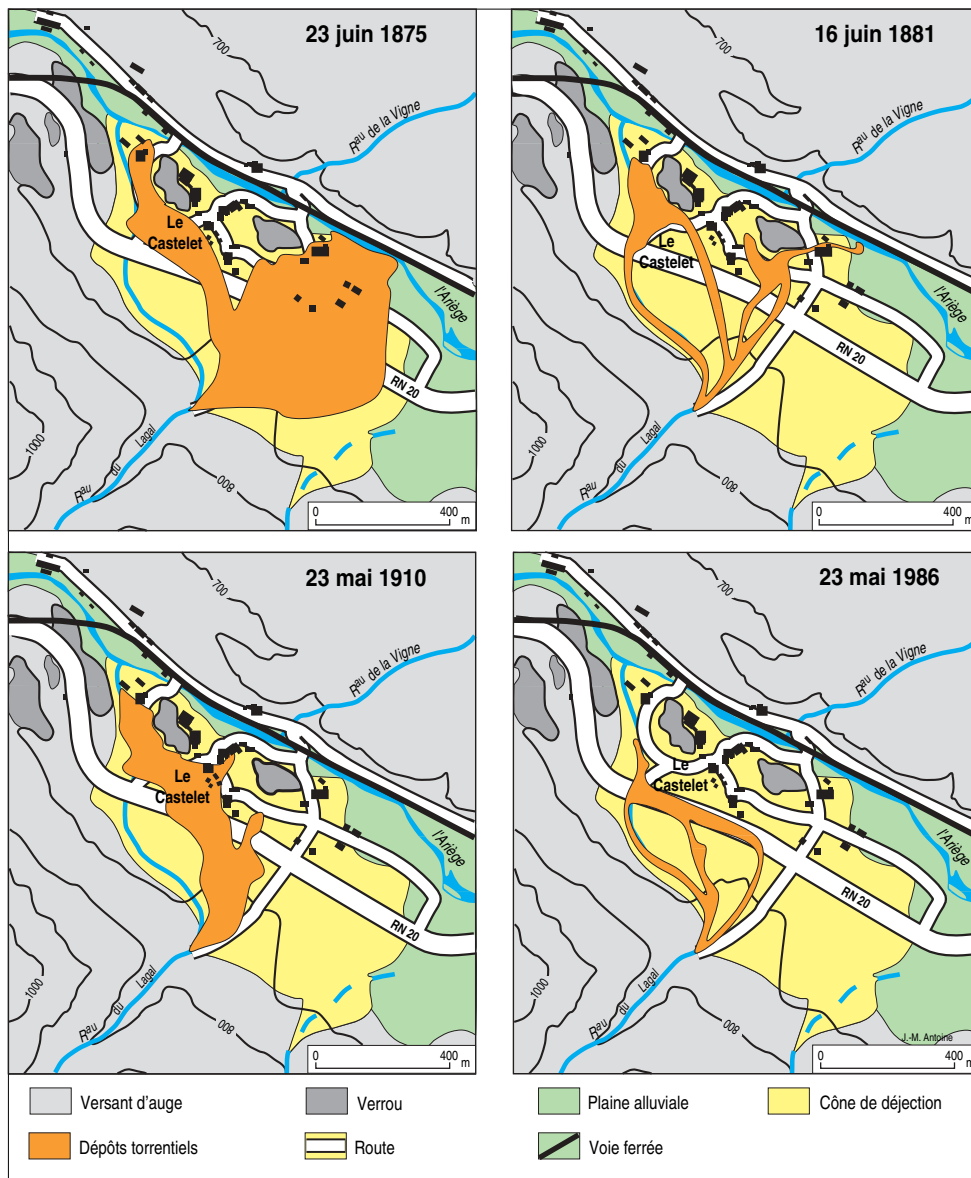 23 juin 1875
700
Rau de la Vigne
Le
Castelet
l'Ariège
RN 20
1000
Rau du Lagal
800
0 400 m
16 juin 1881
700
Rau de la Vigne
Le
Castelet
l'Ariège
RN 20
1000
Rau du Lagal
800
0 400 m
23 mai 1910
700
Rau de la Vigne
Le
Castelet
l'Ariège
RN 20
1000
Rau du Lagal
800
0 400 m
23 mai 1986
700
Rau de la Vigne
Le
Castelet
l'Ariège
RN 20
1000
Rau du Lagal
800
J.-M. Antoine
0 400 m
Versant d'auge
Verrou
Plaine alluviale
Cône de déjection
Dépôts torrentiels
Route
Voie ferrée